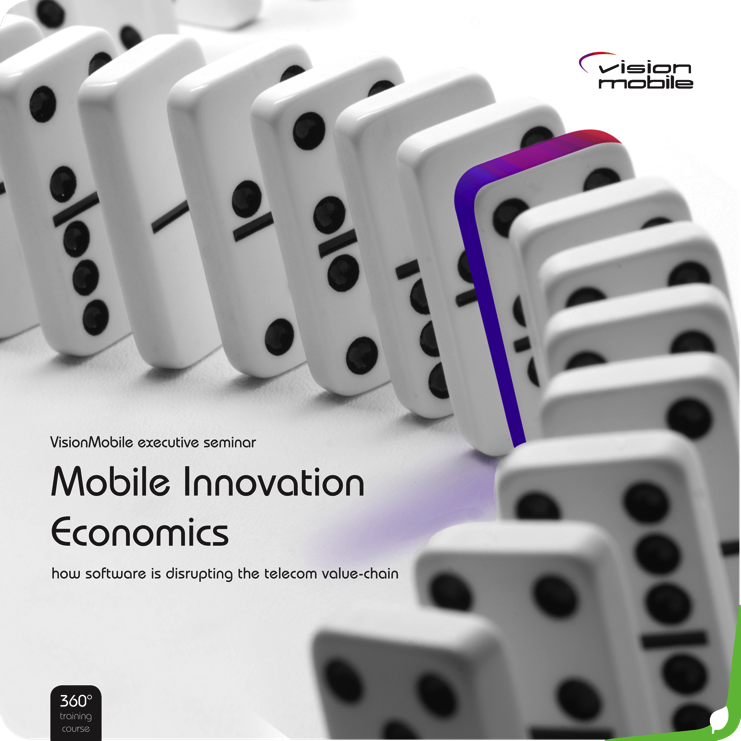 vision
mobile
VisionMobile executive seminar
Mobile Innovation
Economics
how software is disrupting the telecom value-chain
360°
training
course